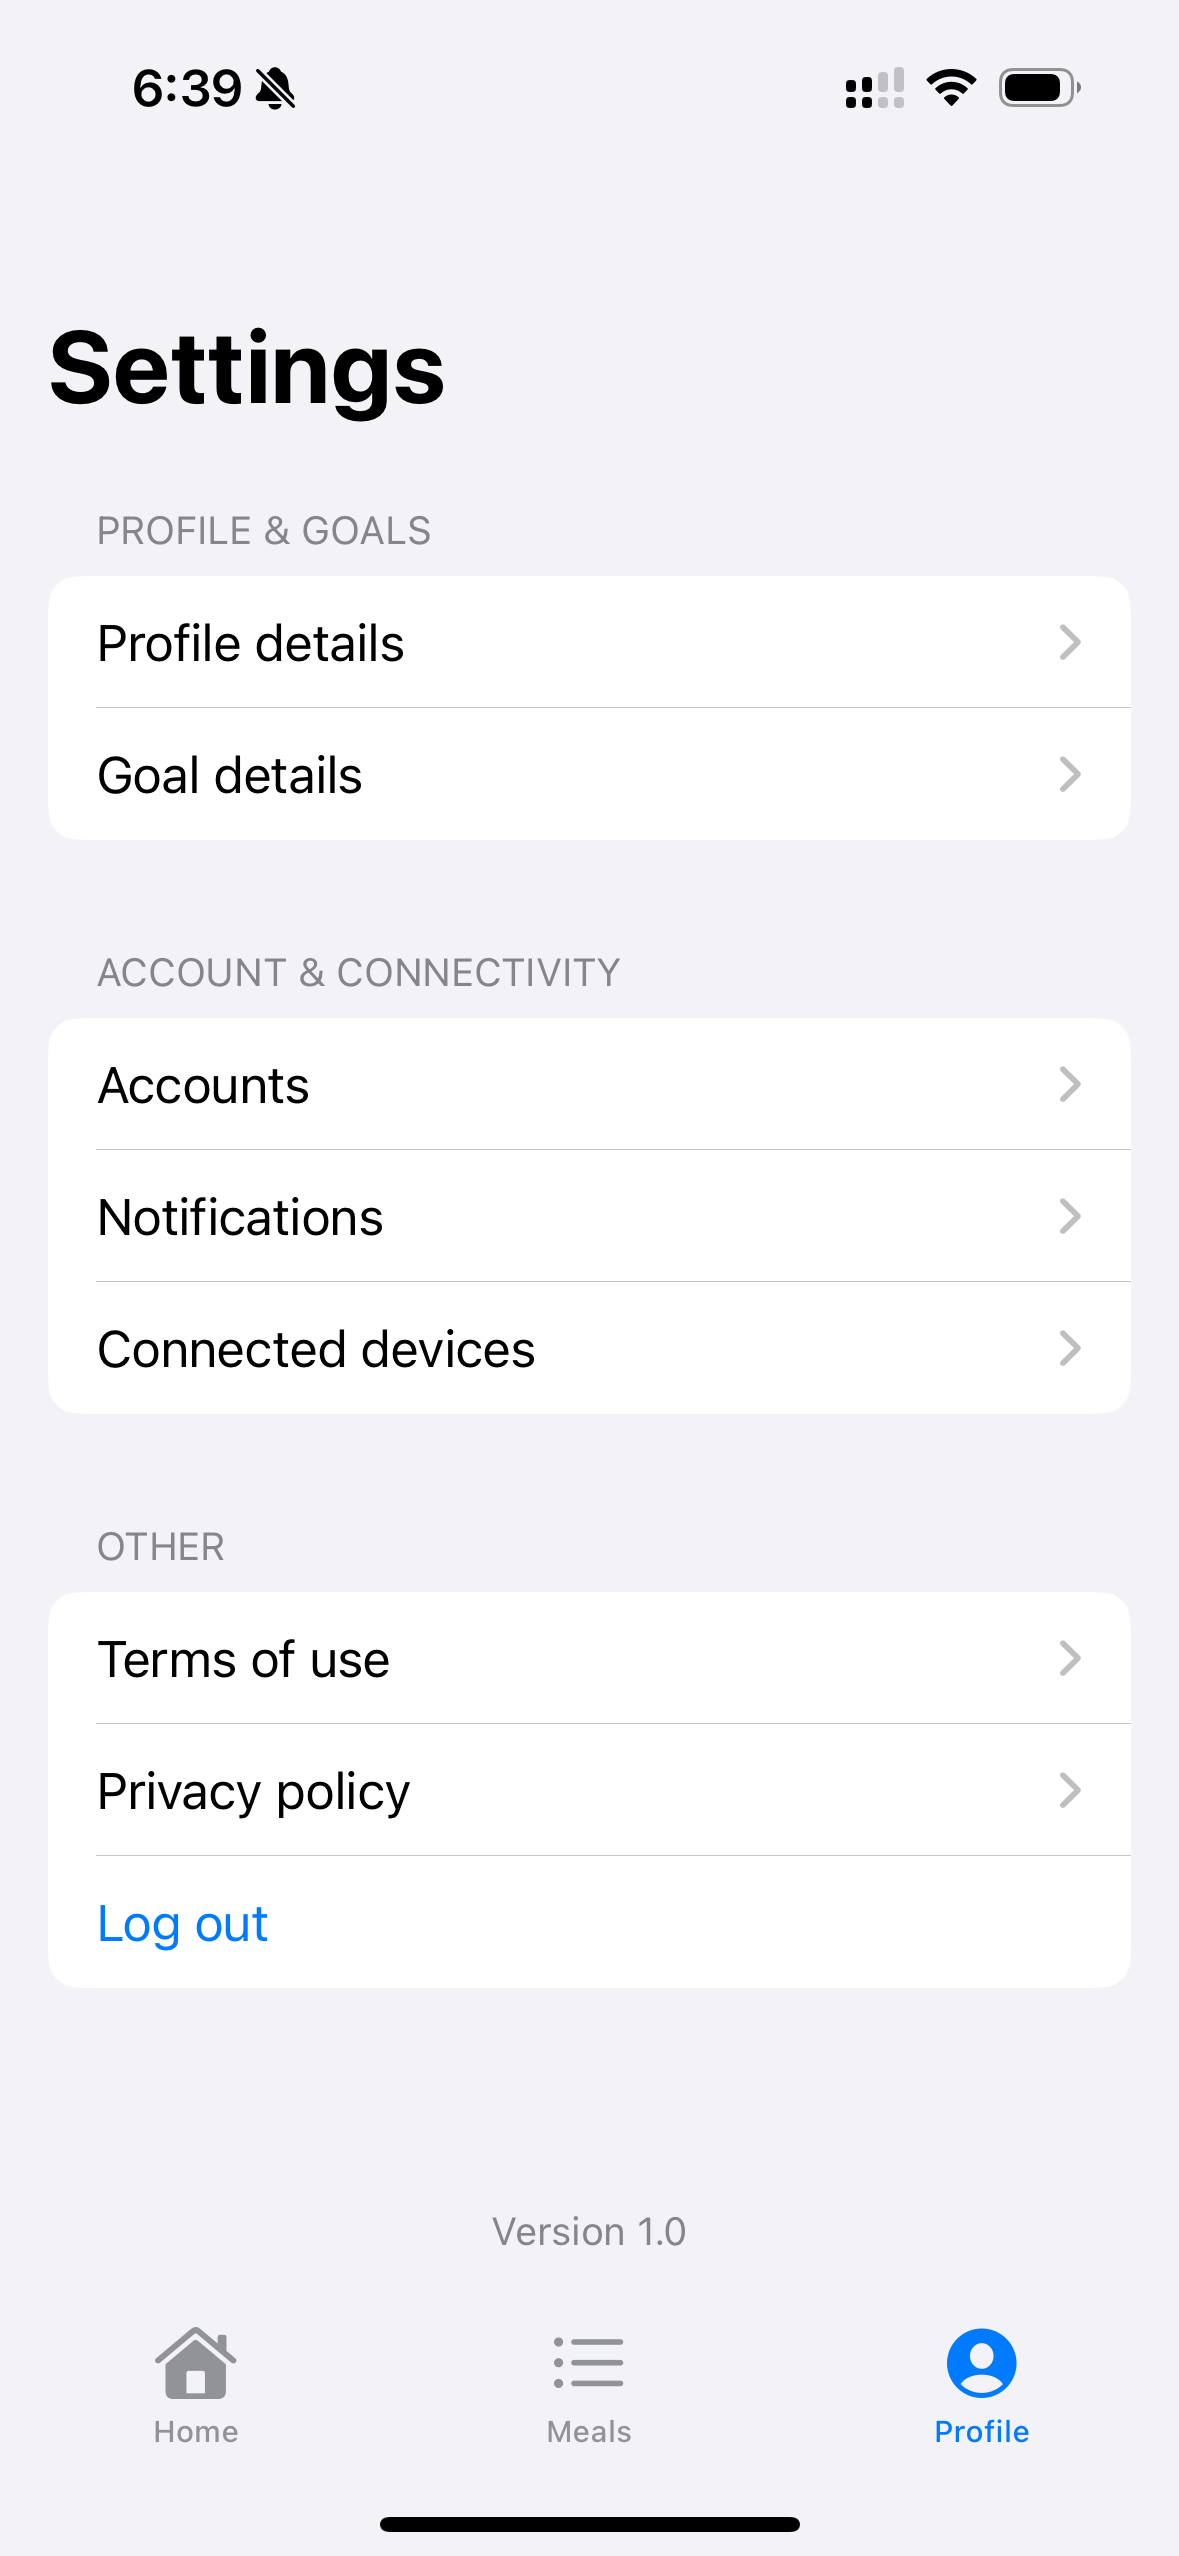 6:39
Settings
PROFILE & GOALS
Profile details
Goal details
ACCOUNT & CONNECTIVITY
Accounts
Notifications
Connected devices
OTHER
Terms of use
Privacy policy
Log out
Version 1.0
Home
Meals
Profile